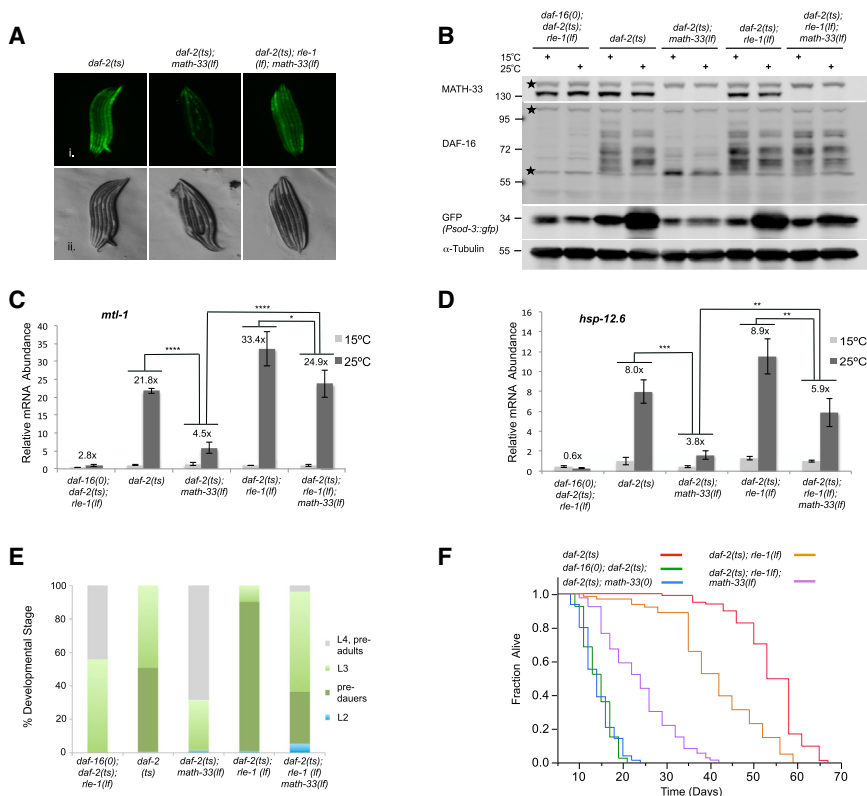 A
daf-2(ts)
daf-2(ts);
math-33(lf)
daf-2(ts); rle-1
(lf); math-33(lf)
i.
ii.
B
daf-16(0);
daf-2(ts);
rle-1(lf)
daf-2(ts)
daf-2(ts);
math-33(lf)
daf-2(ts);
rle-1(lf)
daf-2(ts);
rle-1(lf);
math-33(lf)
15°C + + + + +
25°C + + + + +
MATH-33
130
95
DAF-16
72
55
GFP
(Psod-3::gfp)
34
α-Tubulin
55
C
mtl-1
Relative mRNA Abundance
40
35
30
25
20
15
10
5
0
2.8x
21.8x
4.5x
33.4x
24.9x
****
****
*
15ºC
25ºC
daf-16(0);
daf-2(ts);
rle-1(lf)
daf-2(ts)
daf-2(ts);
math-33(lf)
daf-2(ts);
rle-1(lf)
daf-2(ts);
rle-1(lf);
math-33(lf)
D
hsp-12.6
Relative mRNA Abundance
16
14
12
10
8
6
4
2
0
0.6x
8.0x
3.8x
8.9x
5.9x
***
**
**
15ºC
25ºC
daf-16(0);
daf-2(ts);
rle-1(lf)
daf-2(ts)
daf-2(ts);
math-33(lf)
daf-2(ts);
rle-1(lf)
daf-2(ts);
rle-1(lf);
math-33(lf)
E
% Developmental Stage
100
80
60
40
20
0
L4, pre-
adults
L3
pre-
dauers
L2
daf-16(0);
daf-2(ts);
rle-1(lf)
daf-2
(ts)
daf-2(ts);
math-33(lf)
daf-2(ts);
rle-1 (lf)
daf-2(ts);
rle-1 (lf)
math-33(lf)
F
daf-2(ts)
daf-16(0); daf-2(ts);
daf-2(ts); math-33(0)
daf-2(ts); rle-1(lf)
daf-2(ts); rle-1lf);
math-33(lf)
Fraction Alive
1.0
0.8
0.6
0.4
0.2
0.0
10 20 30 40 50 60 70
Time (Days)